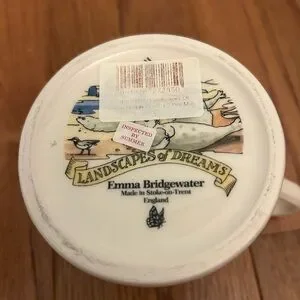 INSPECTED
BY
SUMMER
LANDSCAPES of DREAMS
Emma Bridgewater
Made in Stoke-on-Trent
England